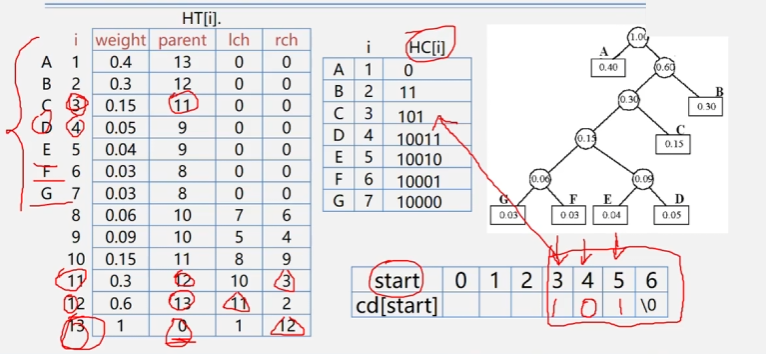 HT[i].
i weight parent lch rch
A 1 0.4 13 0 0
B 2 0.3 12 0 0
C 3 0.15 11 0 0
D 4 0.05 9 0 0
E 5 0.04 9 0 0
F 6 0.03 8 0 0
G 7 0.03 8 0 0
8 0.06 10 7 6
9 0.09 10 5 4
10 0.15 11 8 9
11 0.3 12 10 3
12 0.6 13 11 2
13 1 0 1 12
i HC[i]
A 1 0
B 2 11
C 3 101
D 4 10011
E 5 10010
F 6 10001
G 7 10000
1.00
A
0.40 0.60
B
0.30 0.30
C
0.15 0.15
0.06 0.09
G F E D
0.03 0.03 0.04 0.05
start 0 1 2 3 4 5 6
cd[start] 1 0 1 \0